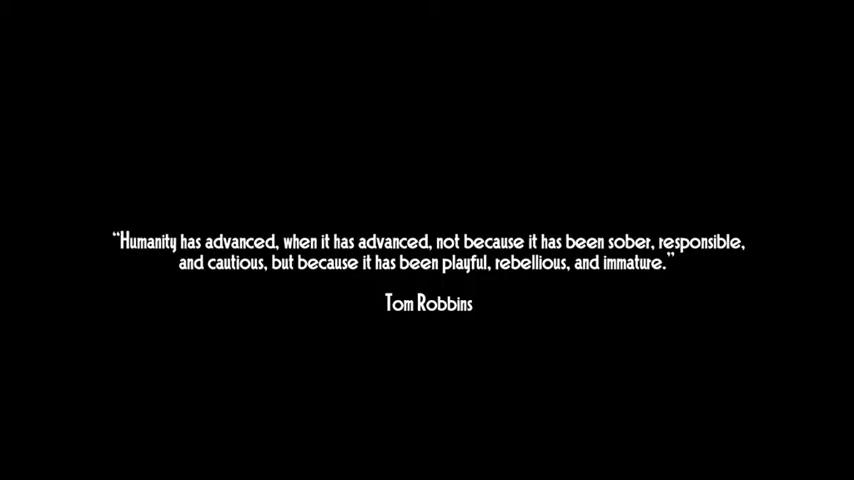 “Humanity has advanced, when it has advanced, not because it has been sober, responsible,
and cautious, but because it has been playful, rebellious, and immature.”
Tom Robbins